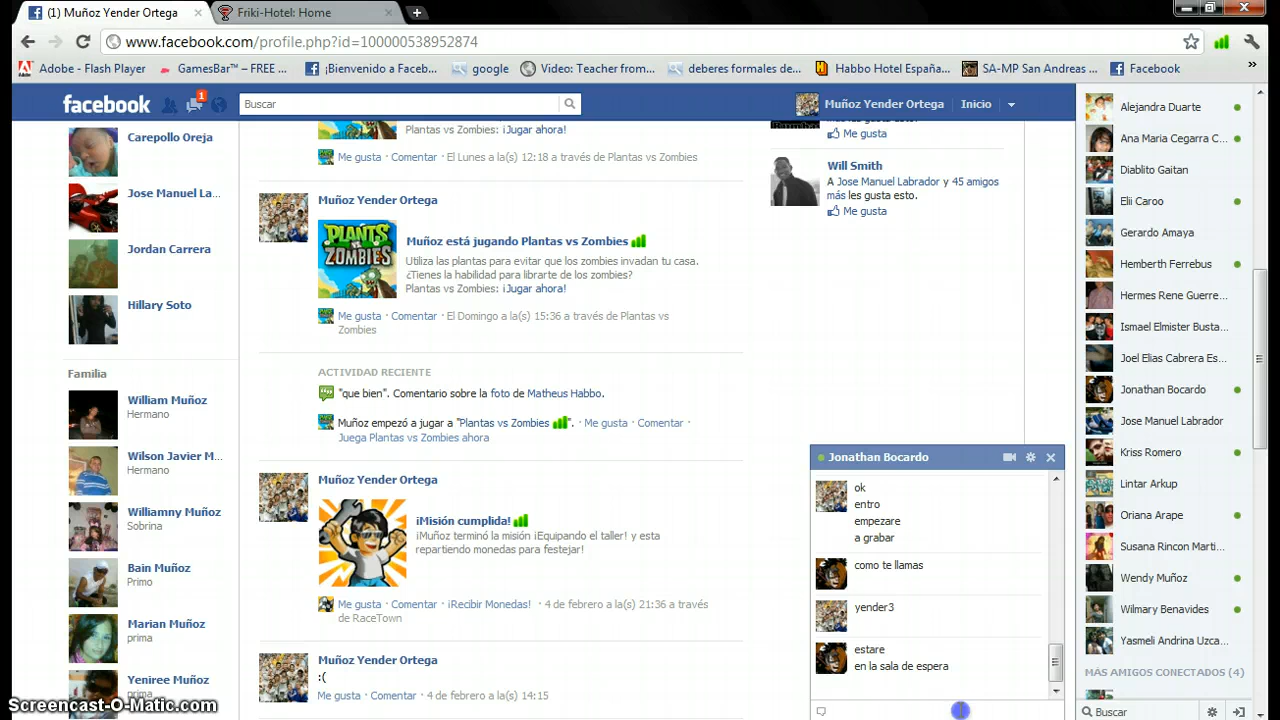 (1) Muñoz Yender Ortega
Friki-Hotel: Home
www.facebook.com/profile.php?id=100000538952874
Adobe - Flash Player
GamesBar™ – FREE ...
¡Bienvenido a Faceb...
google
Video: Teacher from...
deberes formales de...
Habbo Hotel España...
SA-MP San Andreas ...
Facebook
»
facebook
1
Buscar
Muñoz Yender Ortega
Inicio
Carepollo Oreja
Jose Manuel La...
Jordan Carrera
Hillary Soto
Familia
William Muñoz
Hermano
Wilson Javier M...
Hermano
Williamny Muñoz
Sobrina
Bain Muñoz
Primo
Marian Muñoz
prima
Yeniree Muñoz
prima
Plantas vs Zombies: ¡Jugar ahora!
Me gusta · Comentar · El Lunes a la(s) 12:18 a través de Plantas vs Zombies
Muñoz Yender Ortega
PLANTS VS. ZOMBIES
Muñoz está jugando Plantas vs Zombies
Utiliza las plantas para evitar que los zombies invadan tu casa.
¿Tienes la habilidad para librarte de los zombies?
Plantas vs Zombies: ¡Jugar ahora!
Me gusta · Comentar · El Domingo a la(s) 15:36 a través de Plantas vs
Zombies
ACTIVIDAD RECIENTE
"que bien". Comentario sobre la foto de Matheus Habbo.
Muñoz empezó a jugar a "Plantas vs Zombies ". · Me gusta · Comentar ·
Juega Plantas vs Zombies ahora
Muñoz Yender Ortega
¡Misión cumplida!
¡Muñoz terminó la misión ¡Equipando el taller! y esta
repartiendo monedas para festejar!
Me gusta · Comentar · ¡Recibir Monedas! · 4 de febrero a la(s) 21:36 a través
de RaceTown
Muñoz Yender Ortega
:(
Me gusta · Comentar · 4 de febrero a la(s) 14:15
Me gusta
Will Smith
A Jose Manuel Labrador y 45 amigos
más les gusta esto.
Me gusta
Jonathan Bocardo
ok
entro
empezare
a grabar
como te llamas
yender3
estare
en la sala de espera
Alejandra Duarte
Ana Maria Cegarra C...
Diablito Gaitan
Elii Caroo
Gerardo Amaya
Hemberth Ferrebus
Hermes Rene Guerre...
Ismael Elmister Busta...
Joel Elias Cabrera Es...
Jonathan Bocardo
Jose Manuel Labrador
Kriss Romero
Lintar Arkup
Oriana Arape
Susana Rincon Marti...
Wendy Muñoz
Wilmary Benavides
Yasmeli Andrina Uzca...
MÁS AMIGOS CONECTADOS (4)
Buscar
Screencast-O-Matic.com